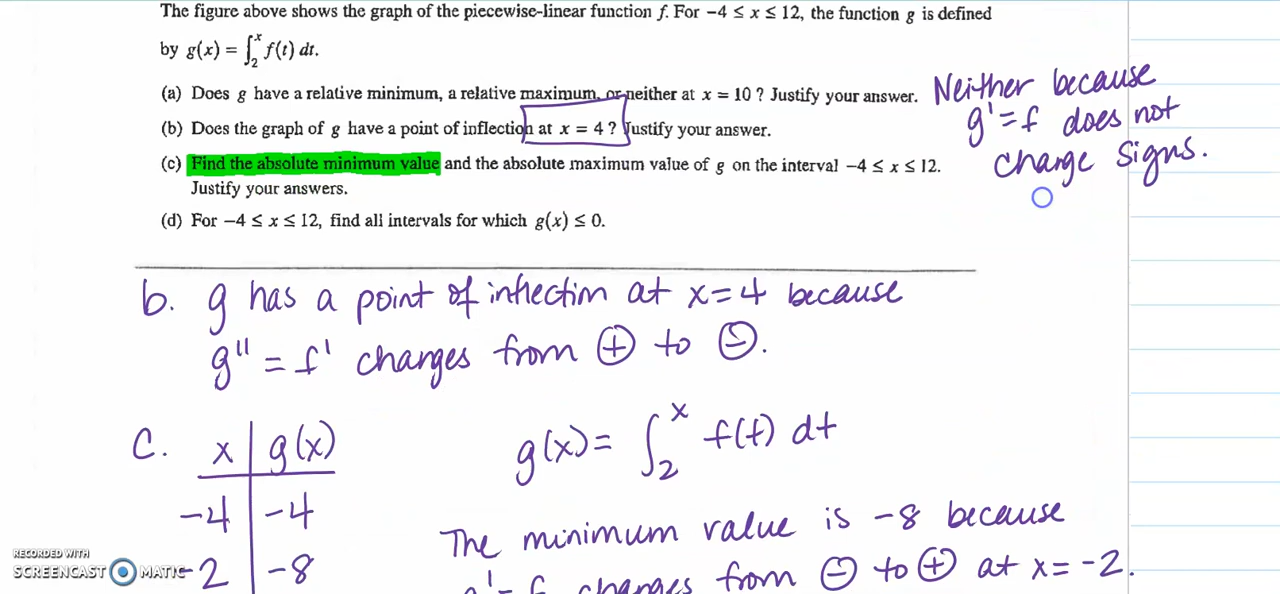 The figure above shows the graph of the piecewise-linear function f. For −4 ≤ x ≤ 12, the function g is defined
by g(x) = ∫₂ˣ f(t) dt.
(a) Does g have a relative minimum, a relative maximum, or neither at x = 10 ? Justify your answer.
(b) Does the graph of g have a point of inflection at x = 4 ? Justify your answer.
(c) Find the absolute minimum value and the absolute maximum value of g on the interval −4 ≤ x ≤ 12.
Justify your answers.
(d) For −4 ≤ x ≤ 12, find all intervals for which g(x) ≤ 0.
Neither because
g' = f does not
change signs.
b. g has a point of inflection at x=4 because
g'' = f' changes from + to −.
C. x g(x)
−4 −4
−2 −8
g(x) = ∫₂ˣ f(t) dt
The minimum value is −8 because
g' = f changes from − to + at x = −2.
RECORDED WITH
SCREENCAST MATIC